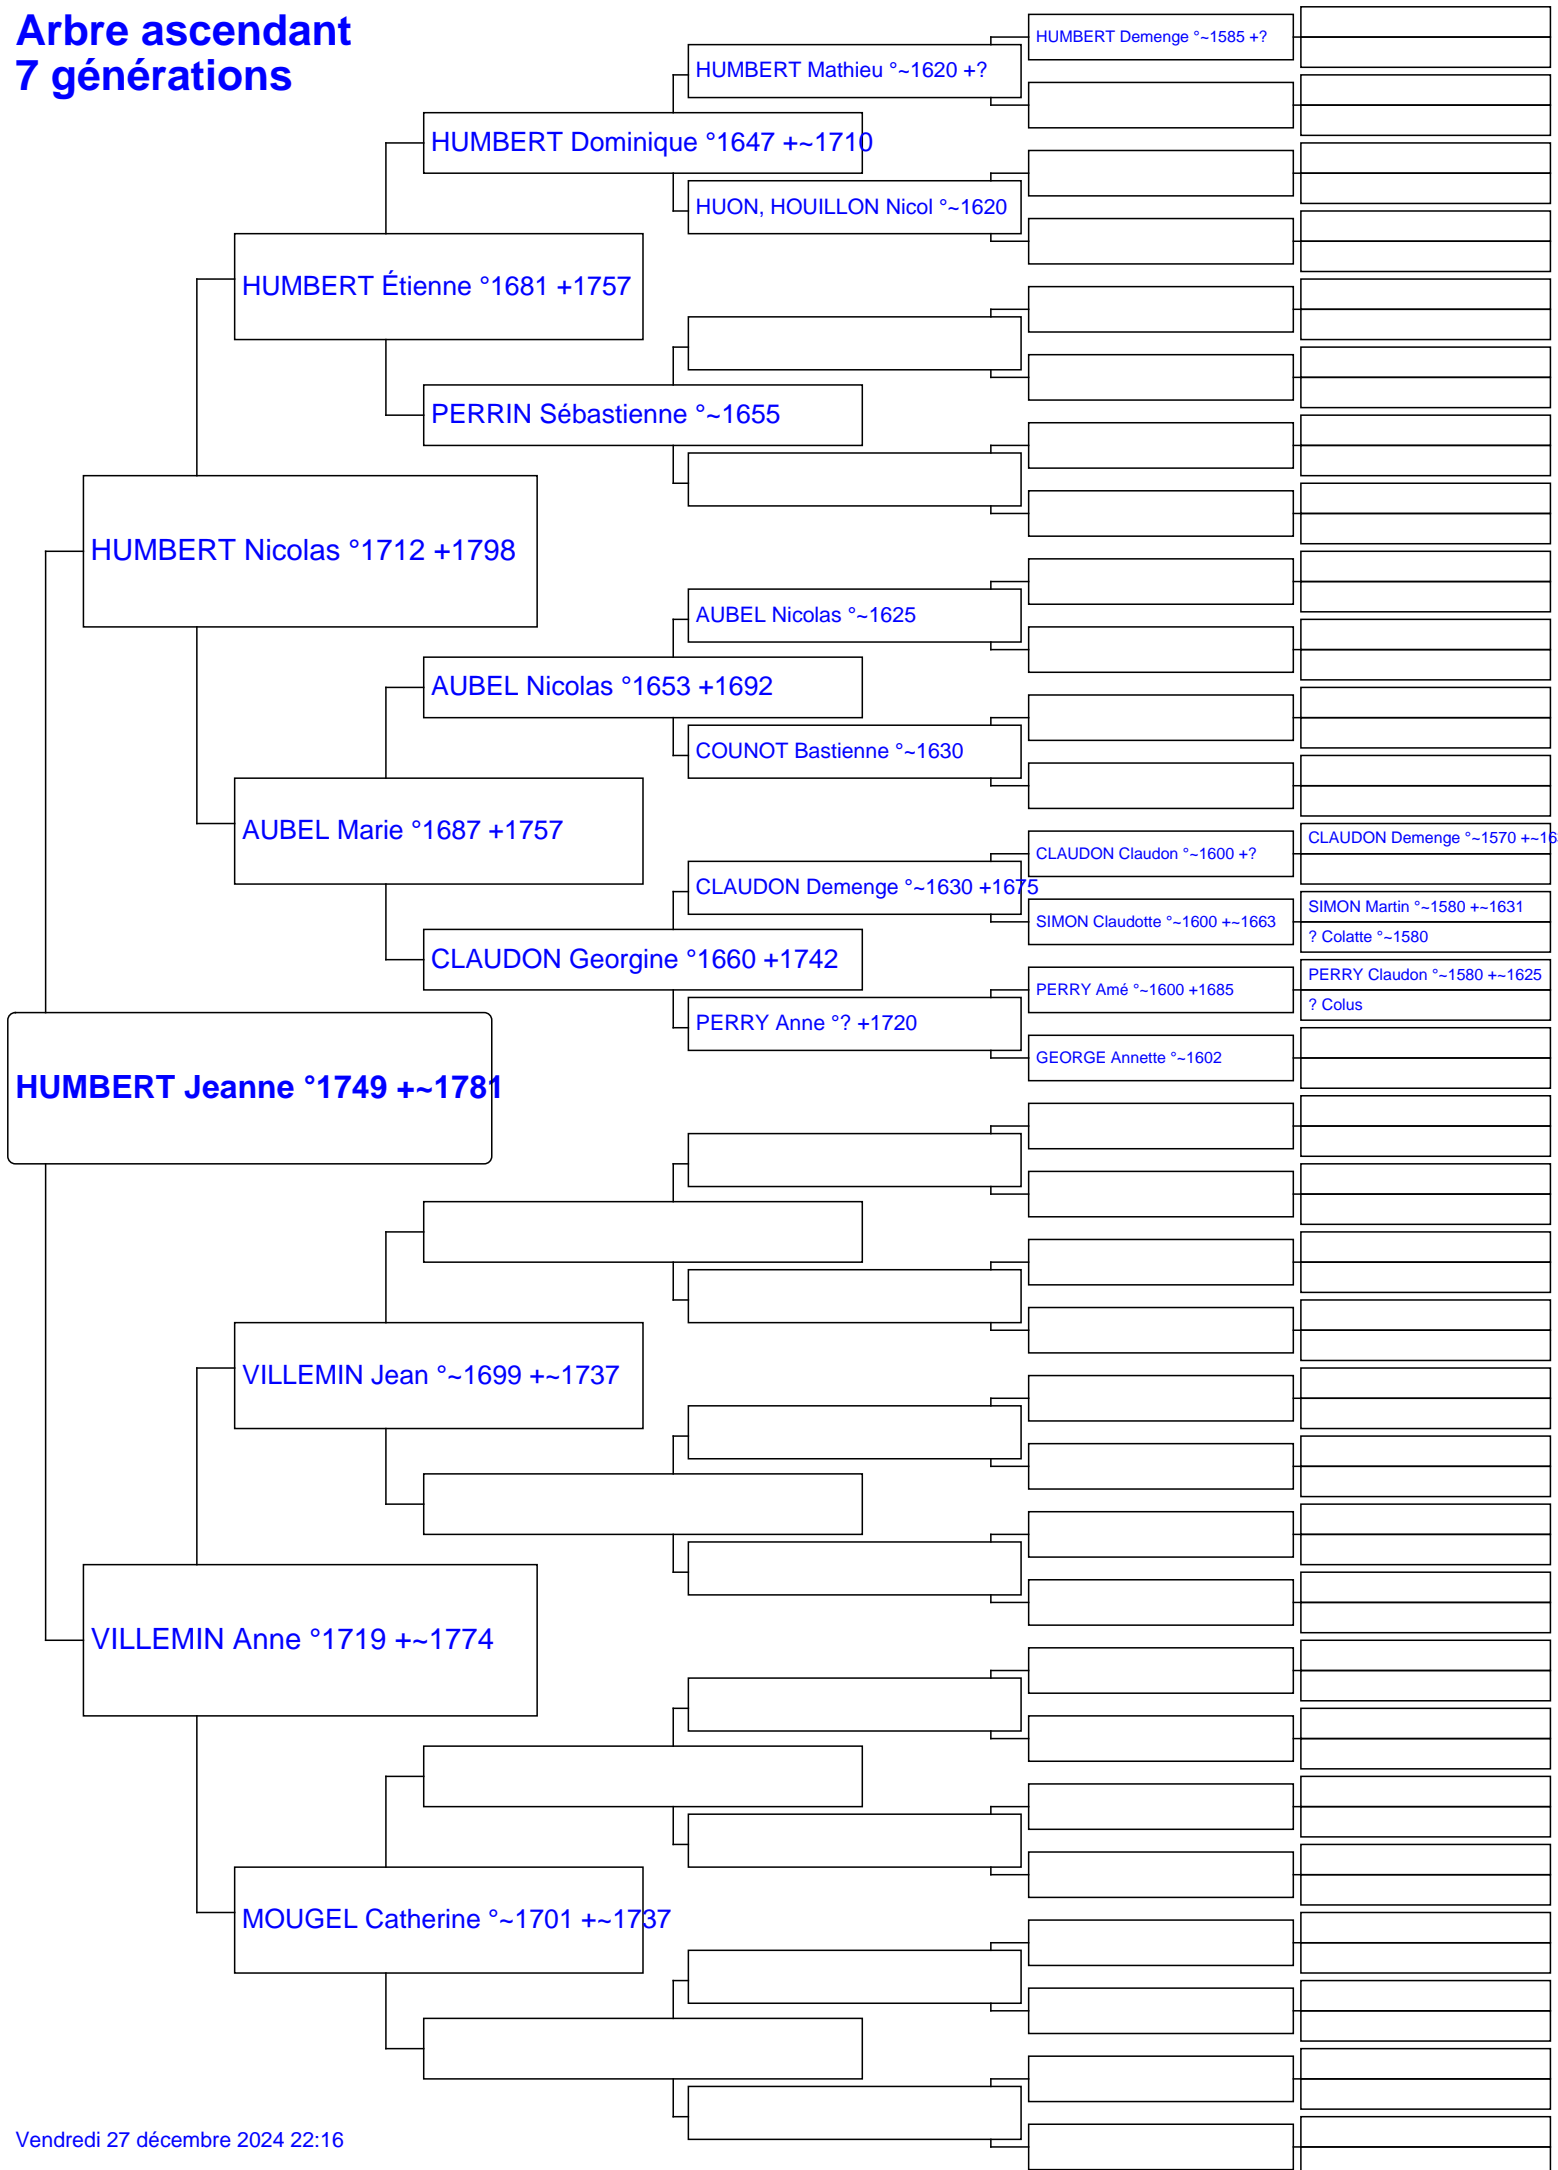 Arbre ascendant
7 générations
HUMBERT Demenge °~1585 +?
HUMBERT Mathieu °~1620 +?
HUMBERT Dominique °1647 +~1710
HUON, HOUILLON Nicol °~1620
HUMBERT Étienne °1681 +1757
PERRIN Sébastienne °~1655
HUMBERT Nicolas °1712 +1798
AUBEL Nicolas °~1625
AUBEL Nicolas °1653 +1692
COUNOT Bastienne °~1630
AUBEL Marie °1687 +1757
CLAUDON Demenge °~1570 +~16
CLAUDON Claudon °~1600 +?
CLAUDON Demenge °~1630 +1675
SIMON Martin °~1580 +~1631
SIMON Claudotte °~1600 +~1663
? Colatte °~1580
CLAUDON Georgine °1660 +1742
PERRY Claudon °~1580 +~1625
PERRY Amé °~1600 +1685
? Colus
PERRY Anne °? +1720
GEORGE Annette °~1602
HUMBERT Jeanne °1749 +~1781
VILLEMIN Jean °~1699 +~1737
VILLEMIN Anne °1719 +~1774
MOUGEL Catherine °~1701 +~1737
Vendredi 27 décembre 2024 22:16